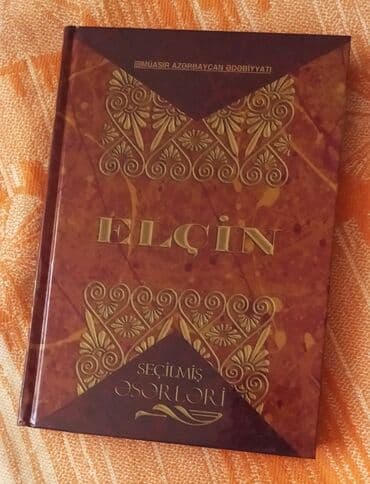 MÜASİR AZƏRBAYCAN ƏDƏBİYYATI
ELÇİN
SEÇİLMİŞ
ƏSƏRLƏRİ